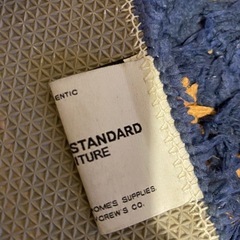 ENTIC
STANDARD
ITURE
OMES SUPPLIES
CREW'S CO.